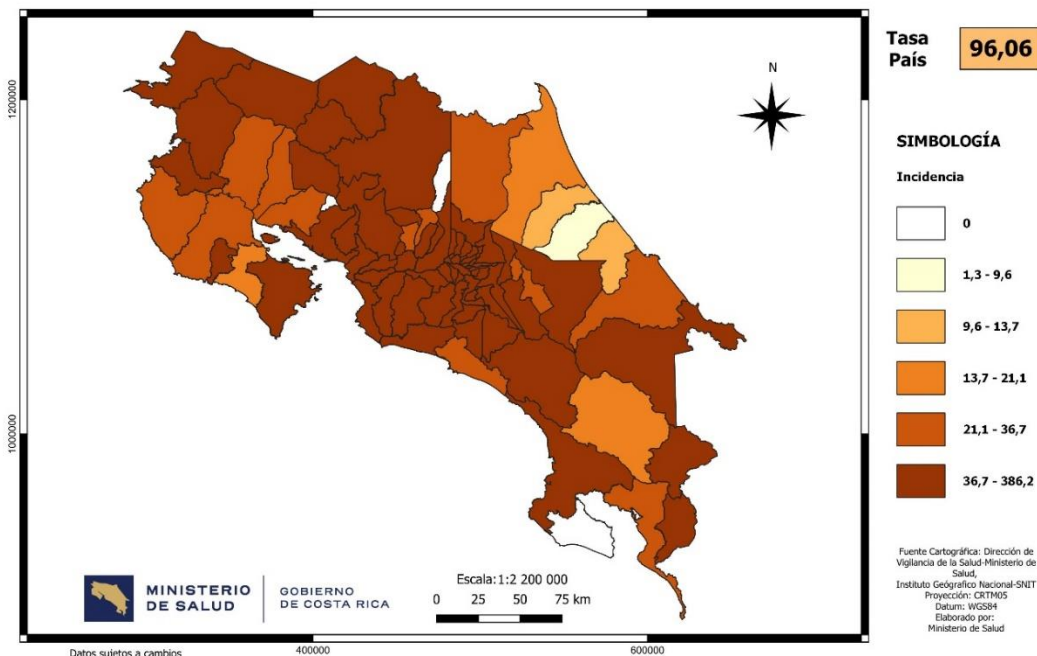 Tasa
País
96,06
N
1200000
1000000
SIMBOLOGÍA
Incidencia
0
1,3 - 9,6
9,6 - 13,7
13,7 - 21,1
21,1 - 36,7
36,7 - 386,2
MINISTERIO
DE SALUD
GOBIERNO
DE COSTA RICA
Escala:1:2 200 000
0 25 50 75 km
Fuente Cartográfica: Dirección de
Vigilancia de la Salud-Ministerio de
Salud,
Instituto Geógrafico Nacional-SNIT
Proyección: CRTM05
Datum: WGS84
Elaborado por:
Ministerio de Salud
Datos sujetos a cambios
400000
600000